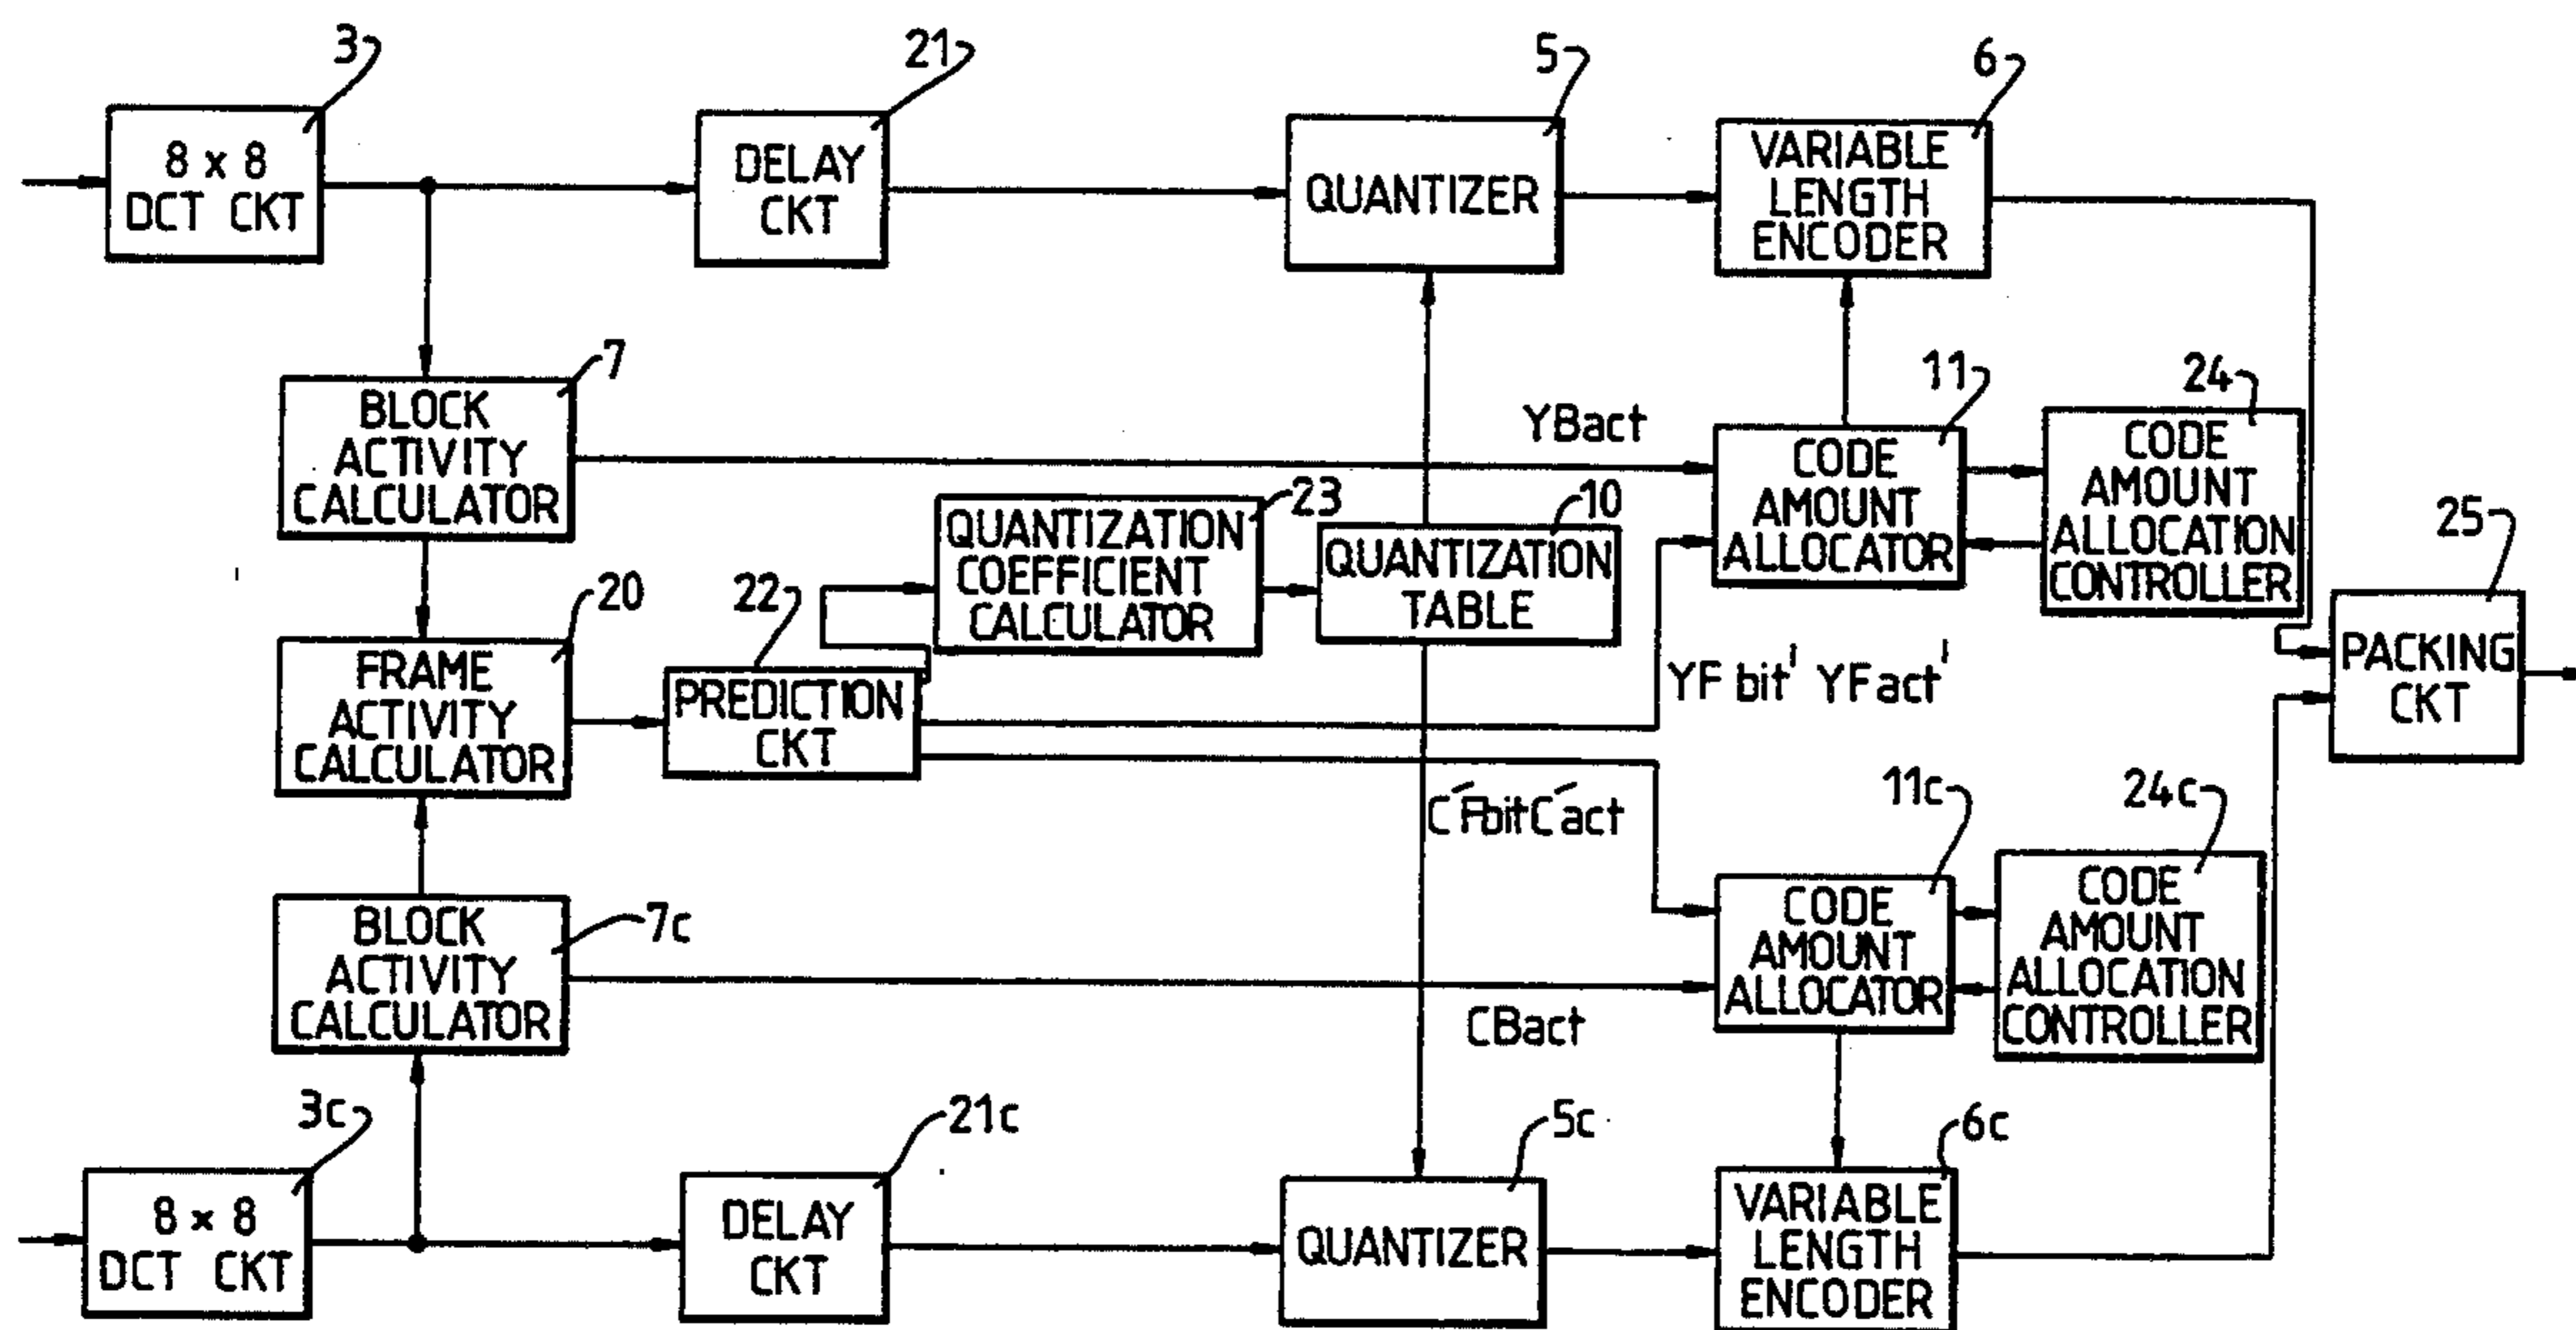 3
21
5
6
8 x 8
DCT CKT
DELAY
CKT
QUANTIZER
VARIABLE
LENGTH
ENCODER
7
BLOCK
ACTIVITY
CALCULATOR
YBact
11
CODE
AMOUNT
ALLOCATOR
24
CODE
AMOUNT
ALLOCATION
CONTROLLER
23
QUANTIZATION
COEFFICIENT
CALCULATOR
10
QUANTIZATION
TABLE
25
PACKING
CKT
20
FRAME
ACTIVITY
CALCULATOR
22
PREDICTION
CKT
YF bit' YFact'
C'FbitC'act
7c
BLOCK
ACTIVITY
CALCULATOR
CBact
11c
CODE
AMOUNT
ALLOCATOR
24c
CODE
AMOUNT
ALLOCATION
CONTROLLER
3c
21c
5c
6c
8 x 8
DCT CKT
DELAY
CKT
QUANTIZER
VARIABLE
LENGTH
ENCODER